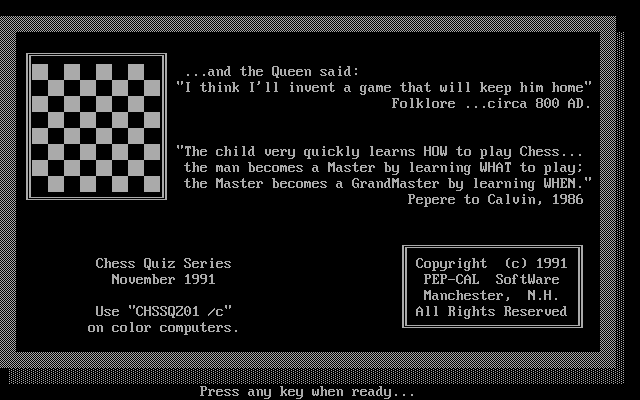 ...and the Queen said:
"I think I'll invent a game that will keep him home"
Folklore ...circa 800 AD.
"The child very quickly learns HOW to play Chess...
the man becomes a Master by learning WHAT to play;
the Master becomes a GrandMaster by learning WHEN."
Pepere to Calvin, 1986
Chess Quiz Series
November 1991
Use "CHSSQZ01 /c"
on color computers.
Copyright (c) 1991
PEP-CAL SoftWare
Manchester, N.H.
All Rights Reserved
Press any key when ready...